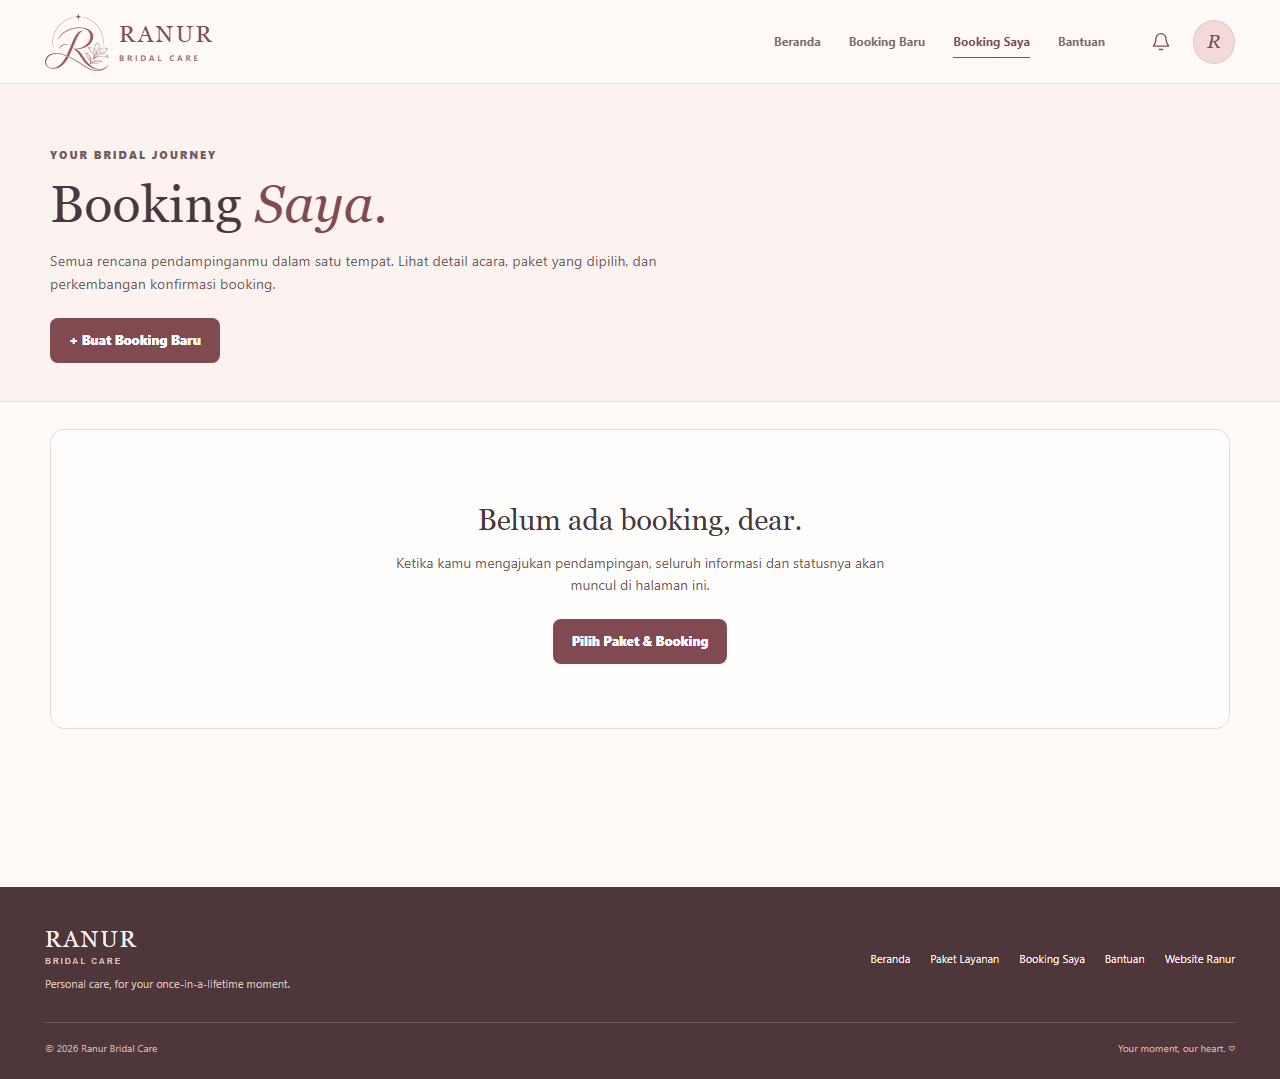 RANUR
BRIDAL CARE
Beranda
Booking Baru
Booking Saya
Bantuan
R
YOUR BRIDAL JOURNEY
Booking Saya.
Semua rencana pendampinganmu dalam satu tempat. Lihat detail acara, paket yang dipilih, dan
perkembangan konfirmasi booking.
+ Buat Booking Baru
Belum ada booking, dear.
Ketika kamu mengajukan pendampingan, seluruh informasi dan statusnya akan
muncul di halaman ini.
Pilih Paket & Booking
RANUR
BRIDAL CARE
Personal care, for your once-in-a-lifetime moment.
Beranda
Paket Layanan
Booking Saya
Bantuan
Website Ranur
© 2026 Ranur Bridal Care
Your moment, our heart. ♡